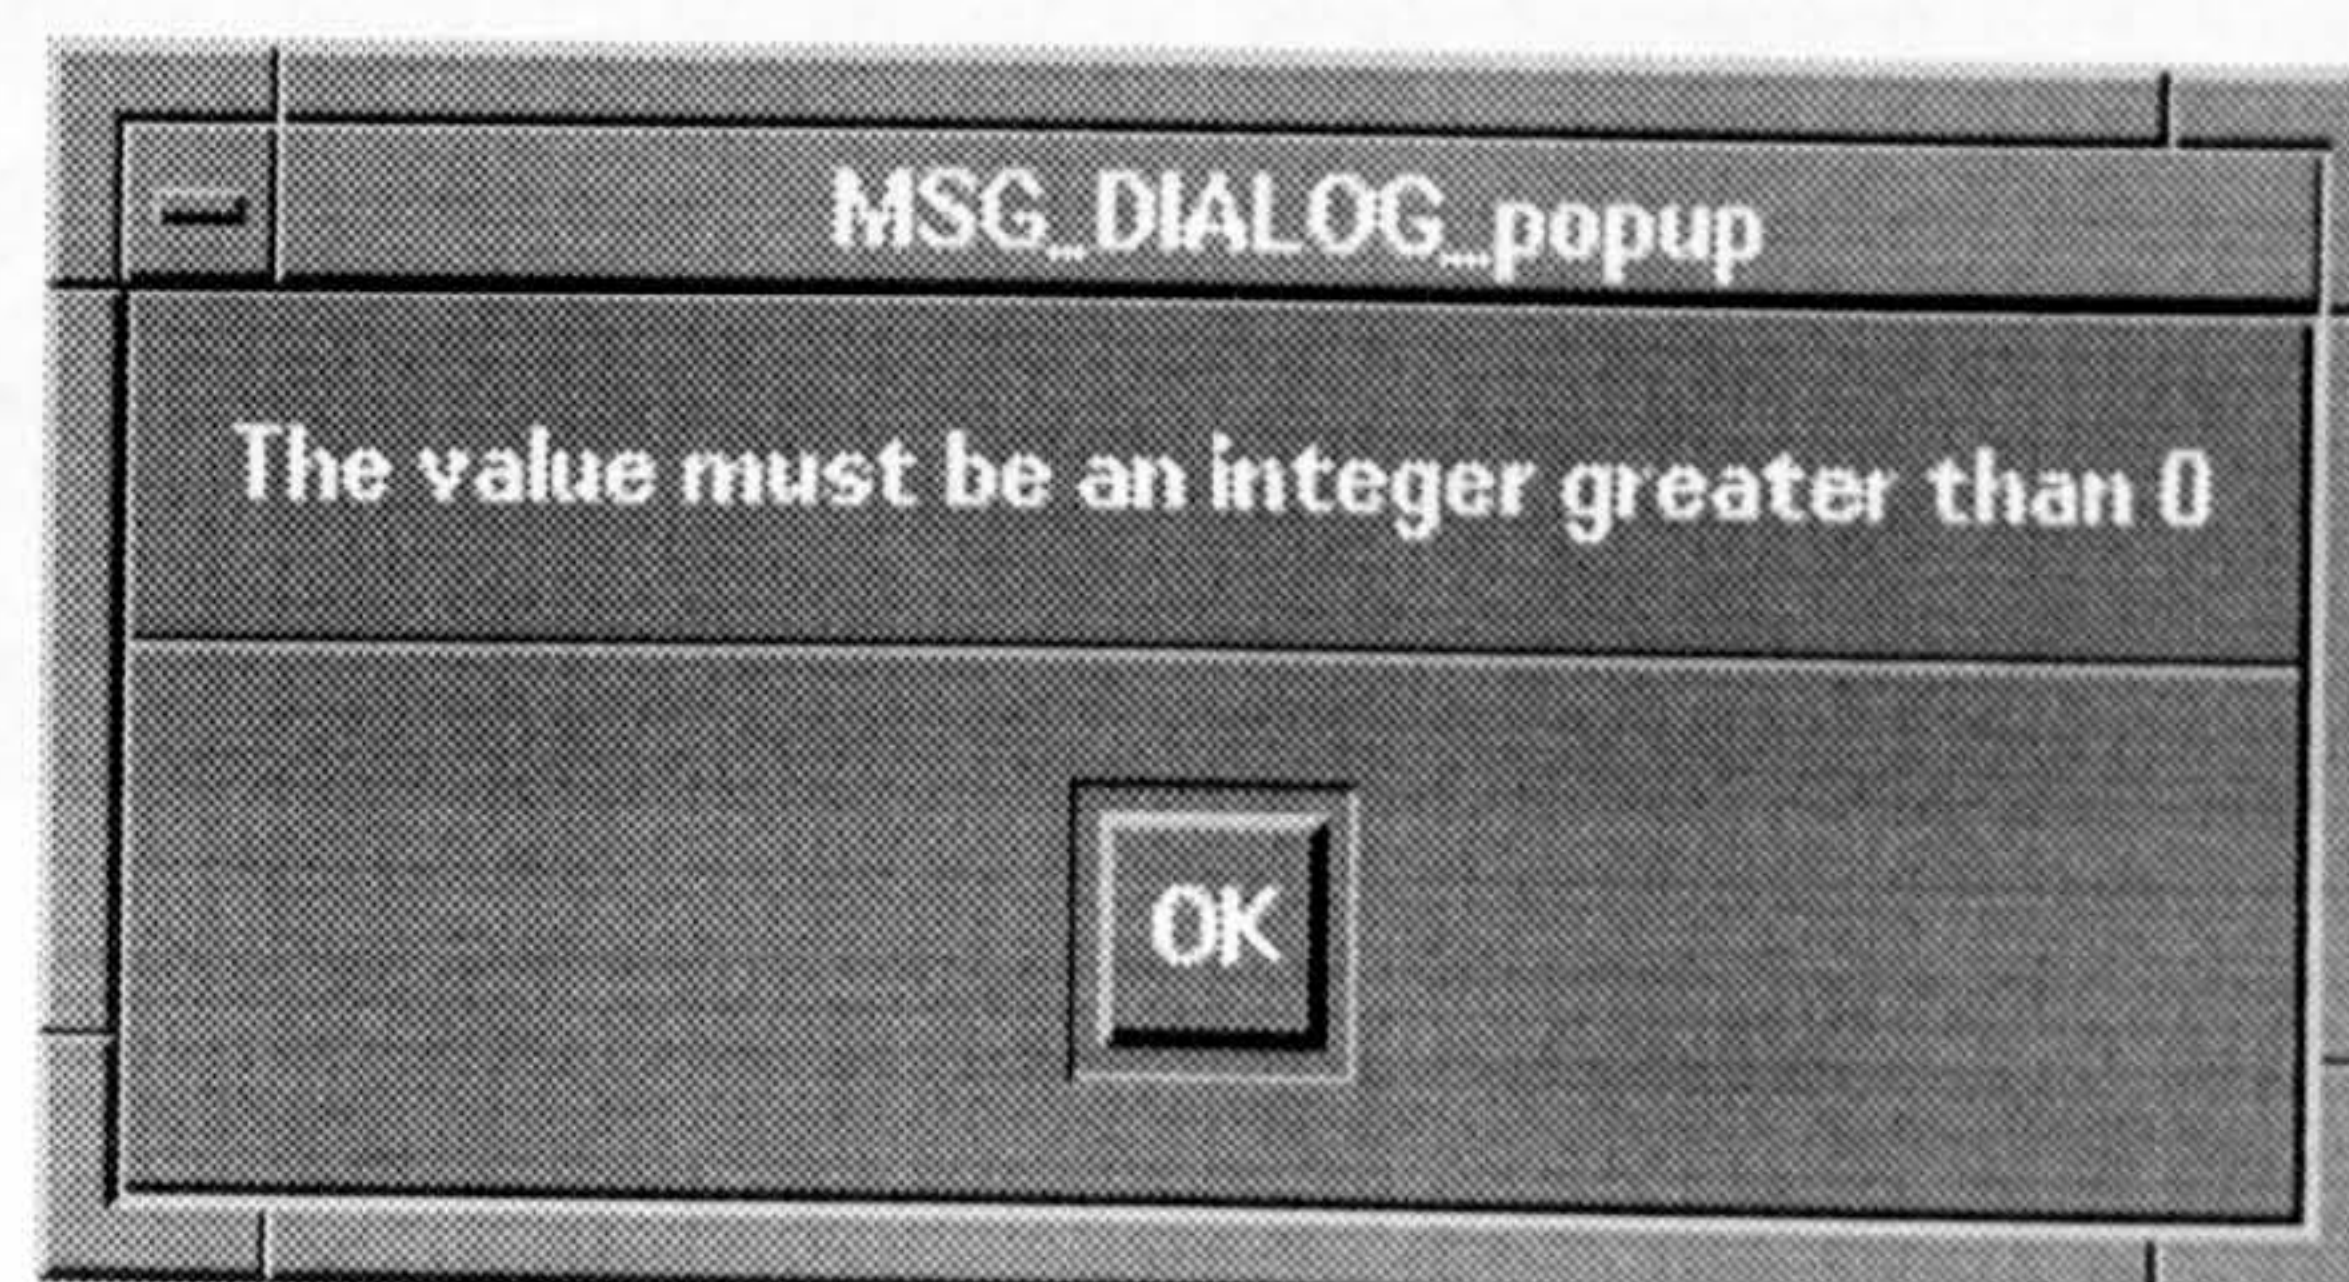 MSG_DIALOG_popup
The value must be an integer greater than 0
OK